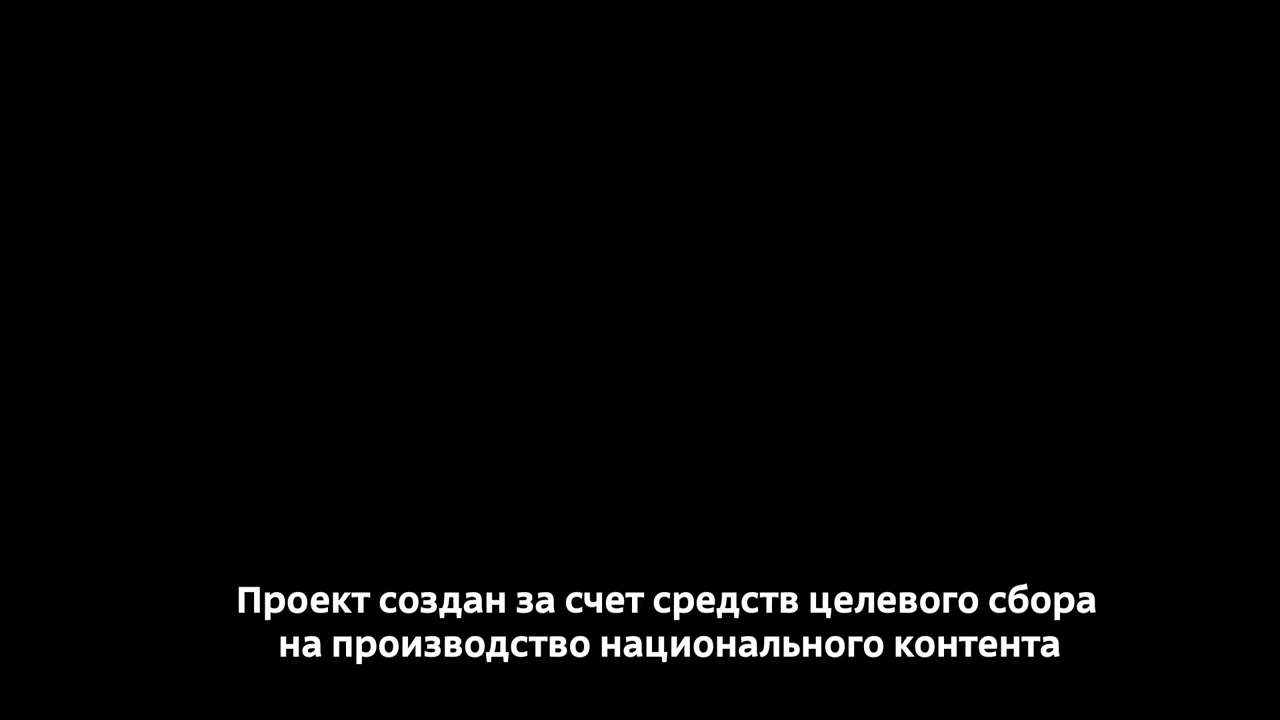 Проект создан за счет средств целевого сбора
на производство национального контента